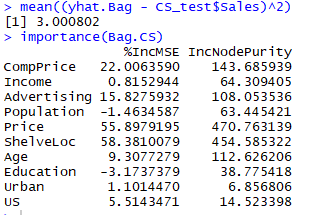 > mean((yhat.Bag - CS_test$Sales)^2)
[1] 3.000802
> importance(Bag.CS)
               %IncMSE IncNodePurity
CompPrice   22.0063590    143.685939
Income       0.8152944     64.309405
Advertising 15.8275932    108.053536
Population  -1.4634587     63.445421
Price       55.8979195    470.763139
ShelveLoc   58.3810079    454.585322
Age          9.3077279    112.626206
Education   -3.1737379     38.775418
Urban        1.1014470      6.856806
US           5.5143471     14.523398